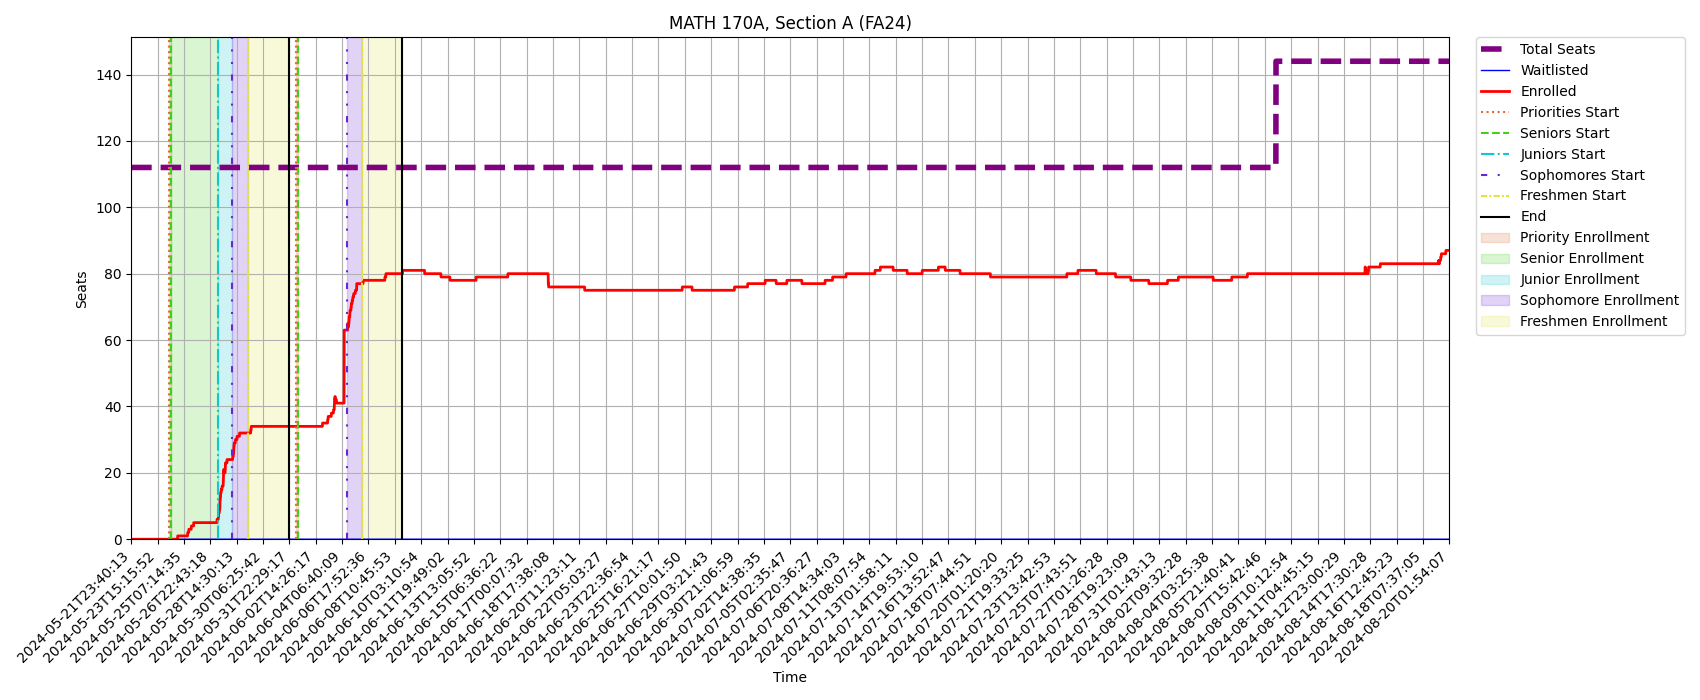 MATH 170A, Section A (FA24)
Seats
140
120
100
80
60
40
20
0
2024-05-21T23:40:13
2024-05-23T15:15:52
2024-05-25T07:14:35
2024-05-26T22:43:18
2024-05-28T14:30:13
2024-05-30T06:25:42
2024-05-31T22:29:17
2024-06-02T14:26:17
2024-06-04T06:40:09
2024-06-06T17:52:36
2024-06-08T10:45:53
2024-06-10T03:10:54
2024-06-11T19:49:02
2024-06-13T13:05:52
2024-06-15T06:36:22
2024-06-17T00:07:32
2024-06-18T17:38:08
2024-06-20T11:23:11
2024-06-22T05:03:27
2024-06-23T22:36:54
2024-06-25T16:21:17
2024-06-27T10:01:50
2024-06-29T03:21:43
2024-06-30T21:06:59
2024-07-02T14:38:35
2024-07-05T02:35:47
2024-07-06T20:36:27
2024-07-08T14:34:03
2024-07-11T08:07:54
2024-07-13T01:58:11
2024-07-14T19:53:10
2024-07-16T13:52:47
2024-07-18T07:44:51
2024-07-20T01:20:20
2024-07-21T19:33:25
2024-07-23T13:42:53
2024-07-25T07:43:51
2024-07-27T01:26:28
2024-07-28T19:23:09
2024-07-31T01:43:13
2024-08-02T09:32:28
2024-08-04T03:25:38
2024-08-05T21:40:41
2024-08-07T15:42:46
2024-08-09T10:12:54
2024-08-11T04:45:15
2024-08-12T23:00:29
2024-08-14T17:30:28
2024-08-16T12:45:23
2024-08-18T07:37:05
2024-08-20T01:54:07
Time
Total Seats
Waitlisted
Enrolled
Priorities Start
Seniors Start
Juniors Start
Sophomores Start
Freshmen Start
End
Priority Enrollment
Senior Enrollment
Junior Enrollment
Sophomore Enrollment
Freshmen Enrollment